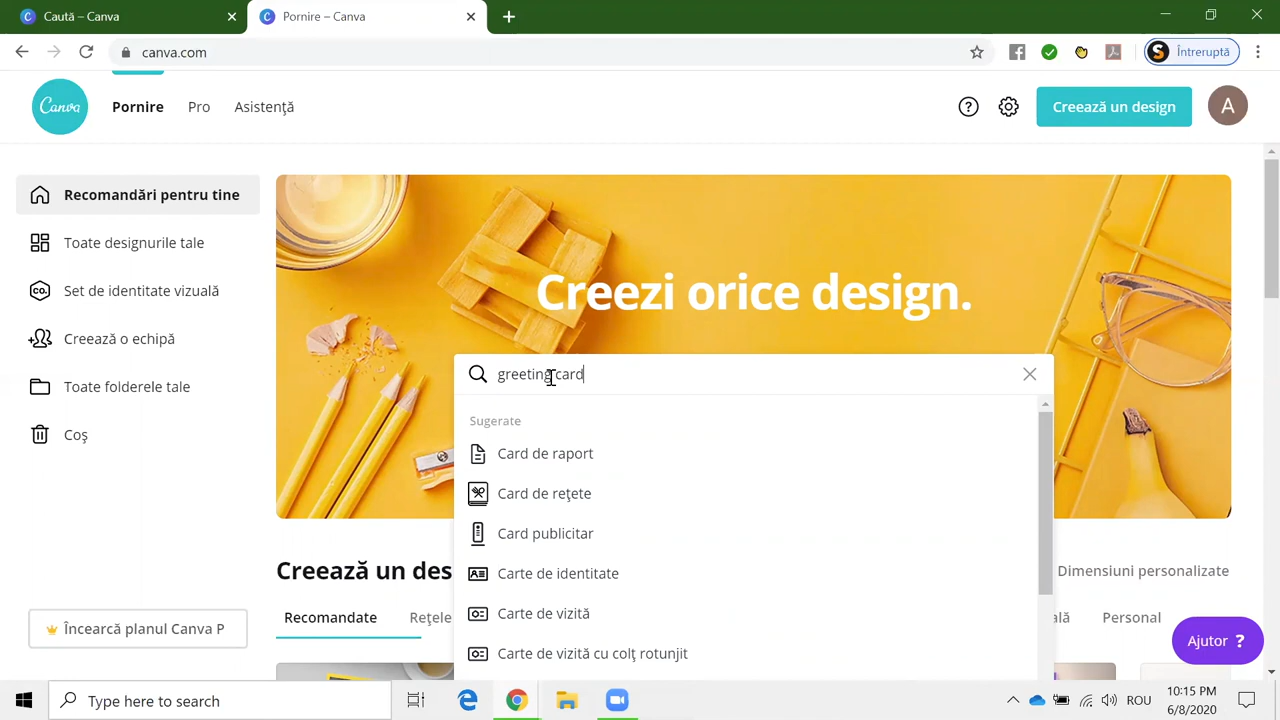 Caută – Canva
Pornire – Canva
canva.com
Întreruptă
Canva
Pornire
Pro
Asistență
Creează un design
A
Recomandări pentru tine
Toate designurile tale
Set de identitate vizuală
Creează o echipă
Toate folderele tale
Coș
Încearcă planul Canva P
Creezi orice design.
greeting card
Sugerate
Card de raport
Card de rețete
Card publicitar
Carte de identitate
Carte de vizită
Carte de vizită cu colț rotunjit
Creează un des
Dimensiuni personalizate
Recomandate
Rețele
ală
Personal
Ajutor ?
Type here to search
ROU
10:15 PM
6/8/2020